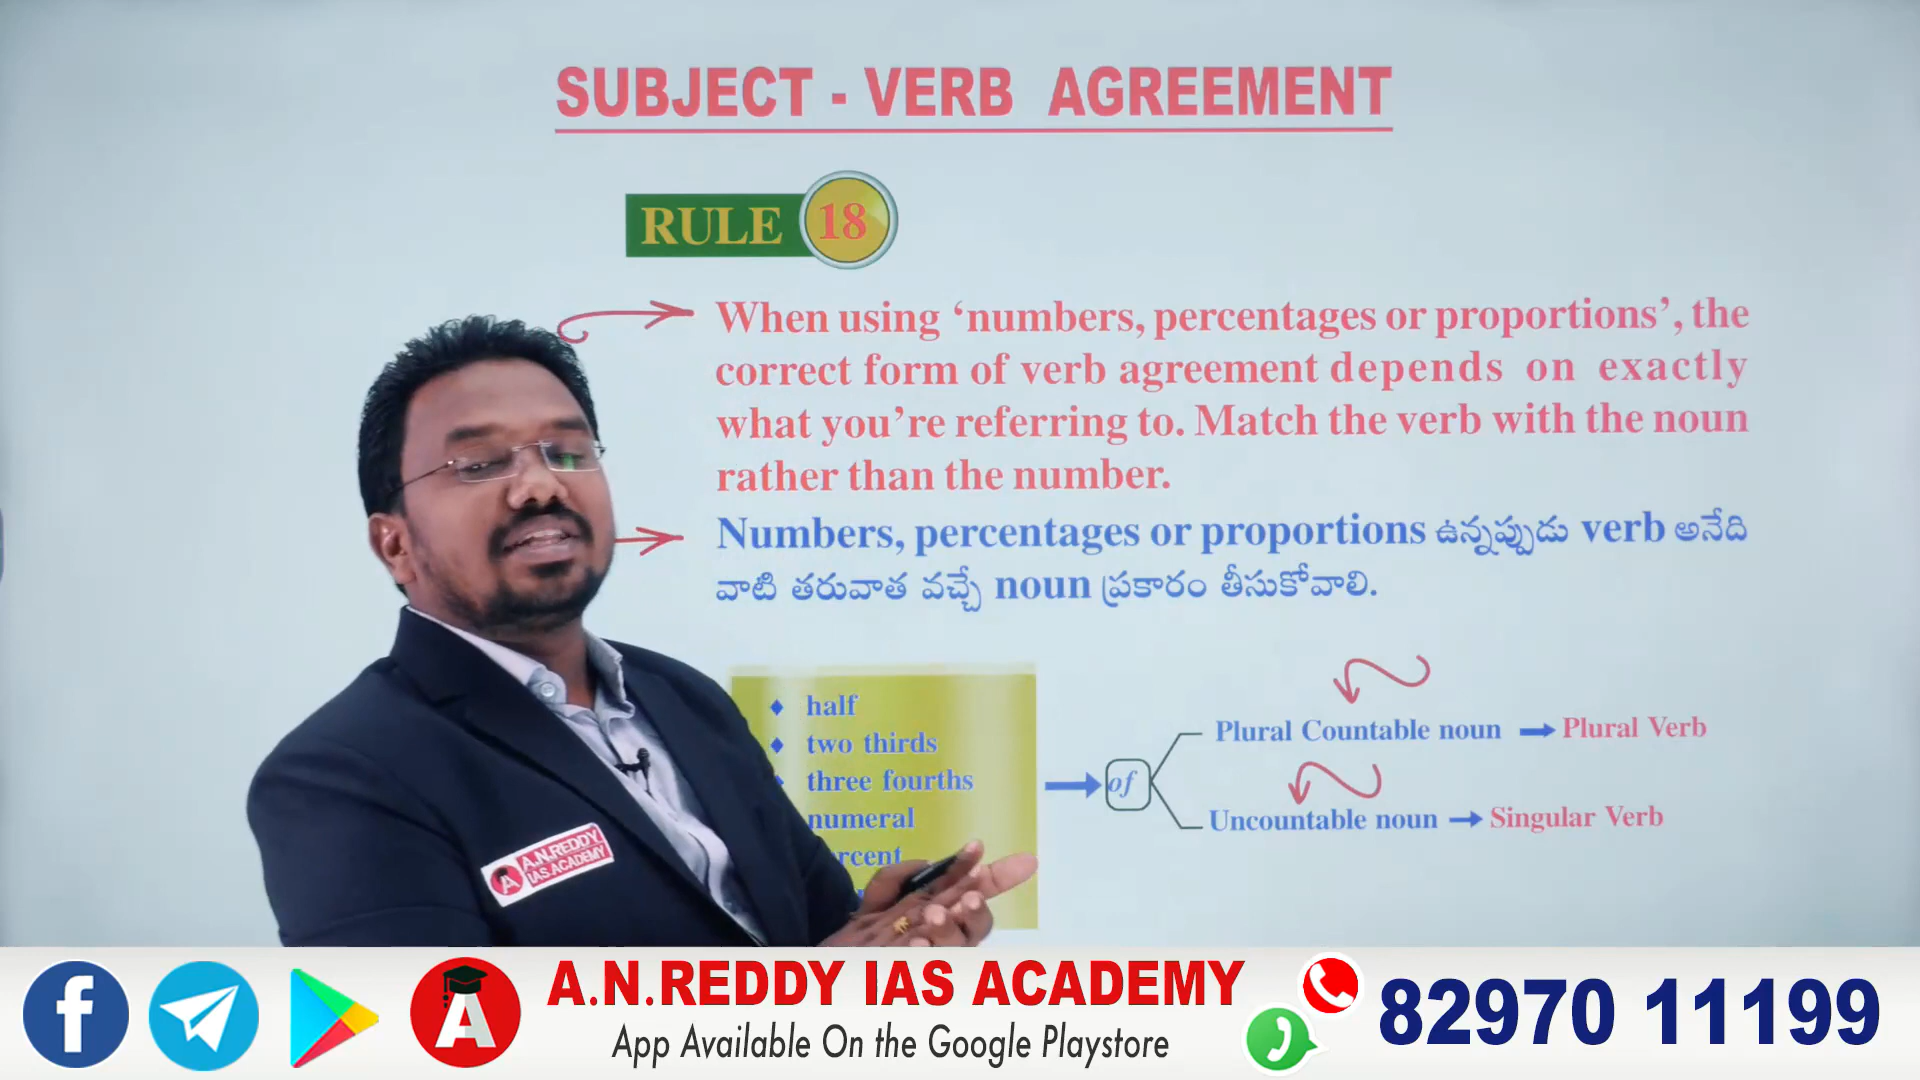 SUBJECT - VERB AGREEMENT
RULE 18
When using ‘numbers, percentages or proportions’, the
correct form of verb agreement depends on exactly
what you’re referring to. Match the verb with the noun
rather than the number.
Numbers, percentages or proportions ఉన్నప్పుడు verb అనేది
వాటి తరువాత వచ్చే noun ప్రకారం తీసుకోవాలి.
half
two thirds
three fourths
numeral
of
Plural Countable noun Plural Verb
Uncountable noun Singular Verb
A.N.REDDY
IAS ACADEMY
A.N.REDDY IAS ACADEMY
App Available On the Google Playstore
82970 11199